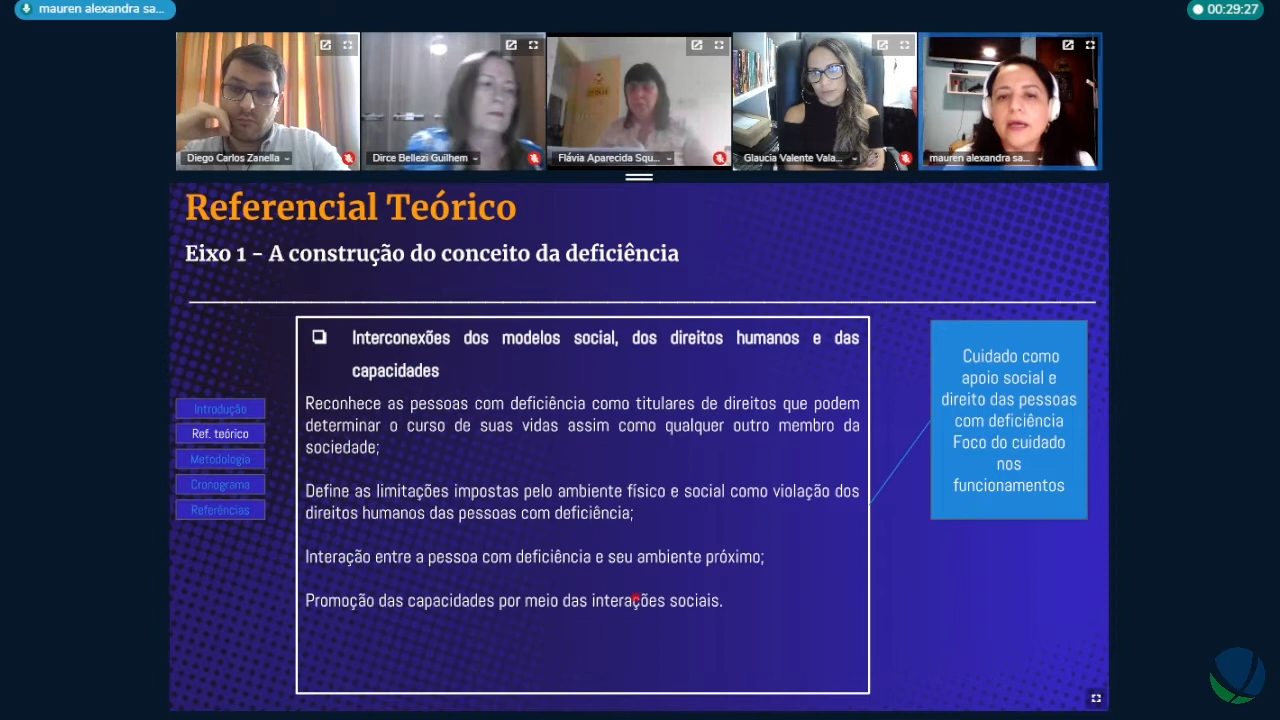 mauren alexandra sa...
00:29:27
Diego Carlos Zanella
Dirce Bellezi Guilhem
Flávia Aparecida Squ...
Glaucia Valente Vala...
mauren alexandra sa...
Referencial Teórico
Eixo 1 - A construção do conceito da deficiência
Introdução
Ref. teórico
Metodologia
Cronograma
Referências
Interconexões dos modelos social, dos direitos humanos e das
capacidades
Reconhece as pessoas com deficiência como titulares de direitos que podem
determinar o curso de suas vidas assim como qualquer outro membro da
sociedade;
Define as limitações impostas pelo ambiente físico e social como violação dos
direitos humanos das pessoas com deficiência;
Interação entre a pessoa com deficiência e seu ambiente próximo;
Promoção das capacidades por meio das interações sociais.
Cuidado como
apoio social e
direito das pessoas
com deficiência
Foco do cuidado
nos
funcionamentos